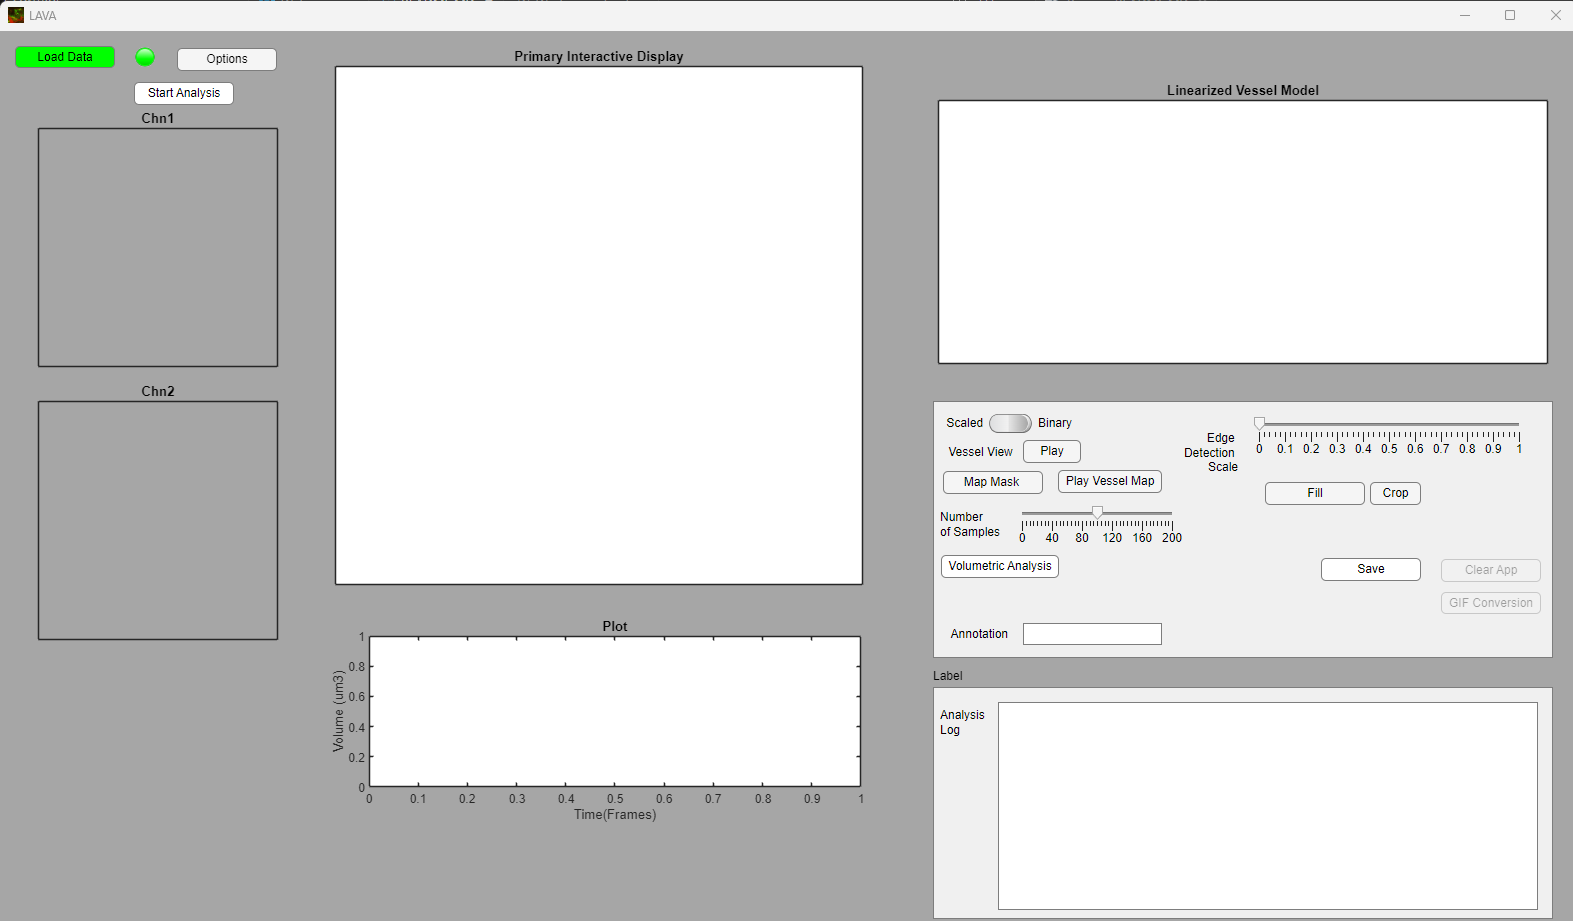 LAVA
Load Data
Options
Start Analysis
Chn1
Chn2
Primary Interactive Display
Plot
Volume (um3)
1
0.8
0.6
0.4
0.2
0
0 0.1 0.2 0.3 0.4 0.5 0.6 0.7 0.8 0.9 1
Time(Frames)
Linearized Vessel Model
Scaled Binary
Vessel View Play
Map Mask Play Vessel Map
Number
of Samples
0 40 80 120 160 200
Volumetric Analysis
Annotation
Edge
Detection
Scale
0 0.1 0.2 0.3 0.4 0.5 0.6 0.7 0.8 0.9 1
Fill Crop
Save Clear App
GIF Conversion
Label
Analysis
Log